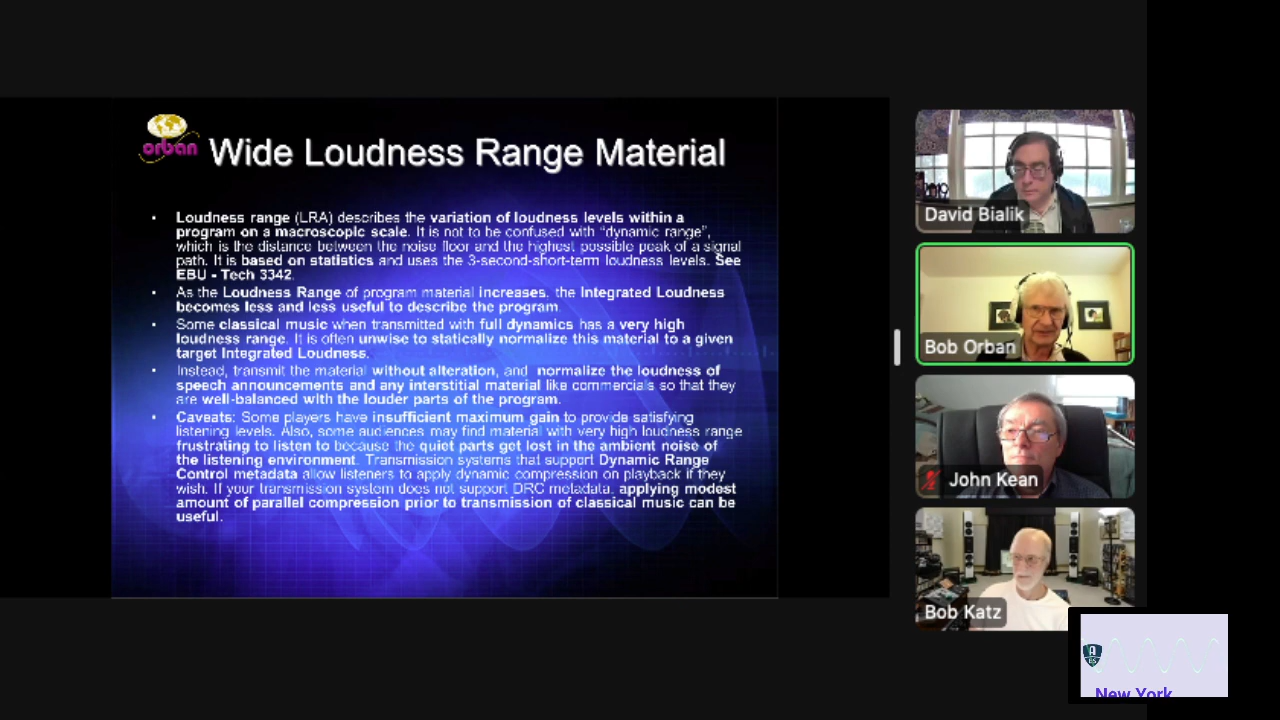 orban
Wide Loudness Range Material
• Loudness range (LRA) describes the variation of loudness levels within a
program on a macroscopic scale. It is not to be confused with “dynamic range”,
which is the distance between the noise floor and the highest possible peak of a signal
path. It is based on statistics and uses the 3-second-short-term loudness levels. See
EBU - Tech 3342.
• As the Loudness Range of program material increases, the Integrated Loudness
becomes less and less useful to describe the program.
• Some classical music when transmitted with full dynamics has a very high
loudness range. It is often unwise to statically normalize this material to a given
target Integrated Loudness.
• Instead, transmit the material without alteration, and normalize the loudness of
speech announcements and any interstitial material like commercials so that they
are well-balanced with the louder parts of the program.
• Caveats: Some players have insufficient maximum gain to provide satisfying
listening levels. Also, some audiences may find material with very high loudness range
frustrating to listen to because the quiet parts get lost in the ambient noise of
the listening environment. Transmission systems that support Dynamic Range
Control metadata allow listeners to apply dynamic compression on playback if they
wish. If your transmission system does not support DRC metadata, applying modest
amount of parallel compression prior to transmission of classical music can be
useful.
David Bialik
Bob Orban
John Kean
Bob Katz
New York